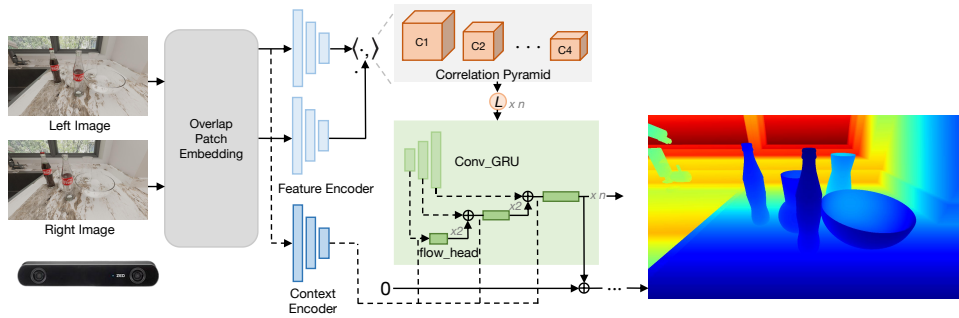 Left Image
Right Image
ZED
Overlap
Patch
Embedding
Feature Encoder
Context
Encoder
⟨·,·⟩
C1
C2
. . .
C4
Correlation Pyramid
L
x n
Conv_GRU
x2
x2
flow_head
x n
0
...